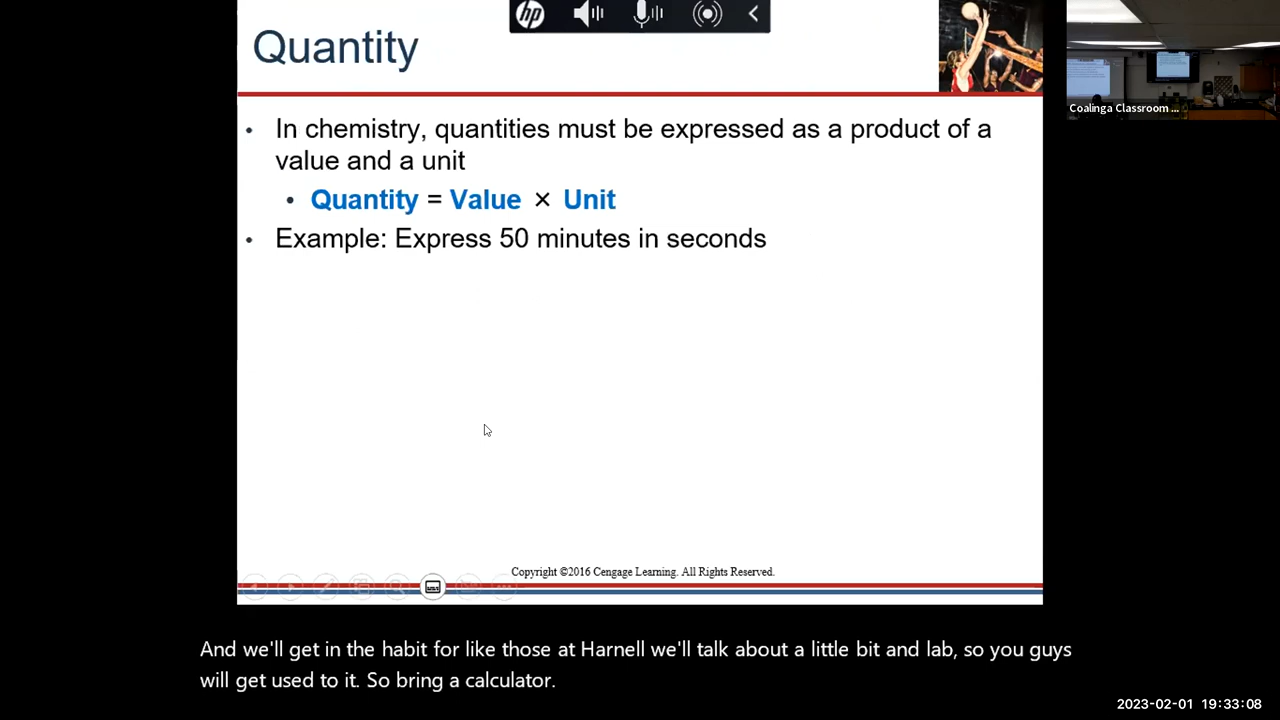 hp
Quantity
Coalinga Classroom ...
• In chemistry, quantities must be expressed as a product of a
value and a unit
• Quantity = Value × Unit
• Example: Express 50 minutes in seconds
Copyright ©2016 Cengage Learning. All Rights Reserved.
And we'll get in the habit for like those at Harnell we'll talk about a little bit and lab, so you guys
will get used to it. So bring a calculator.
2023-02-01 19:33:08